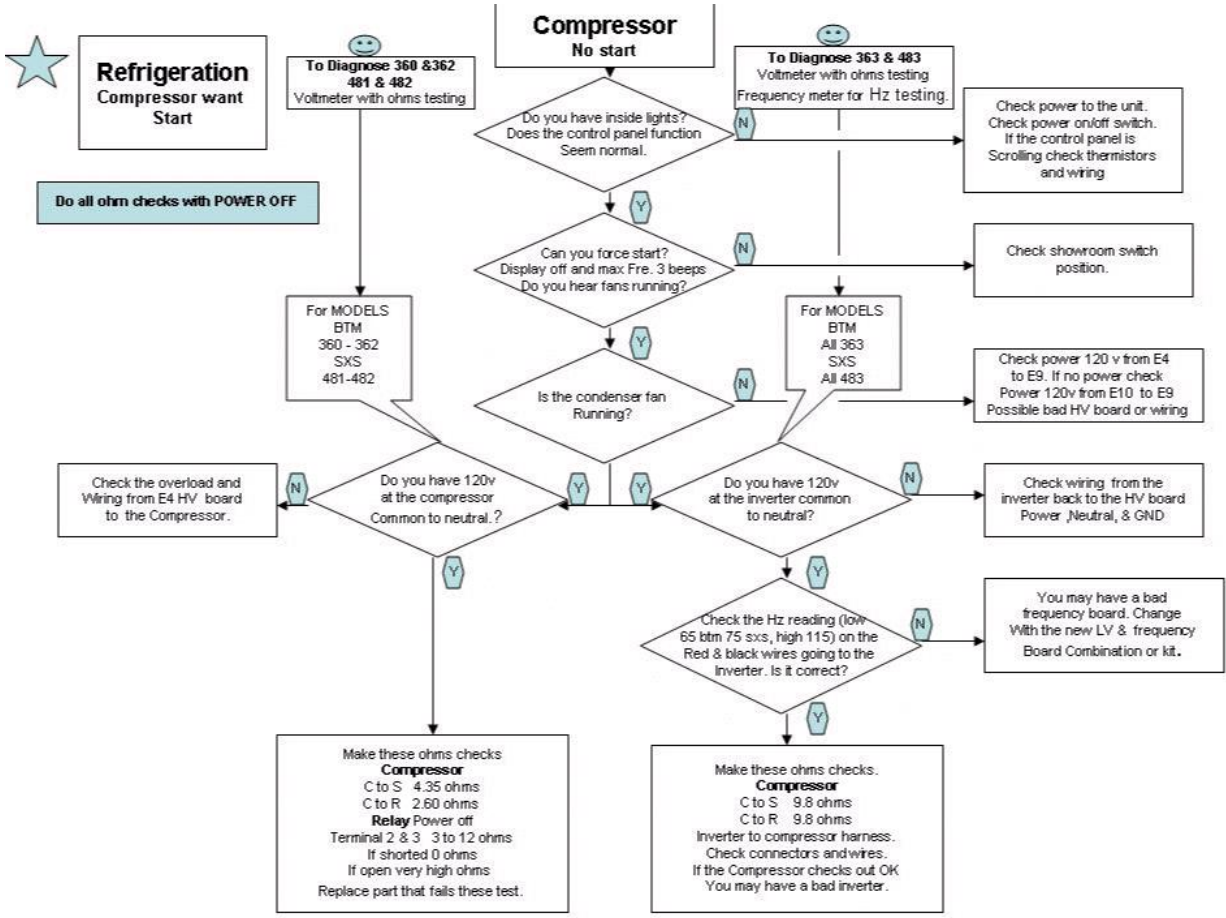 Refrigeration
Compressor want
Start
Do all ohm checks with POWER OFF
To Diagnose 360 &362
481 & 482
Voltmeter with ohms testing
Compressor
No start
To Diagnose 363 & 483
Voltmeter with ohms testing
Frequency meter for Hz testing.
Do you have inside lights?
Does the control panel function
Seem normal.
N
Check power to the unit.
Check power on/off switch.
If the control panel is
Scrolling check thermistors
and wiring
Y
Can you force start?
Display off and max Fre. 3 beeps
Do you hear fans running?
N
Check showroom switch
position.
Y
For MODELS
BTM
360 - 362
SXS
481-482
For MODELS
BTM
All 363
SXS
All 483
Is the condenser fan
Running?
N
Check power 120 v from E4
to E9. If no power check
Power 120v from E10 to E9
Possible bad HV board or wiring
Y
Y
Do you have 120v
at the compressor
Common to neutral.?
N
Check the overload and
Wiring from E4 HV board
to the Compressor.
Do you have 120v
at the inverter common
to neutral?
N
Check wiring from the
inverter back to the HV board
Power ,Neutral, & GND
Y
Y
Check the Hz reading (low
65 btm 75 sxs, high 115) on the
Red & black wires going to the
Inverter. Is it correct?
N
You may have a bad
frequency board. Change
With the new LV & frequency
Board Combination or kit.
Y
Make these ohms checks
Compressor
C to S 4.35 ohms
C to R 2.60 ohms
Relay Power off
Terminal 2 & 3 3 to 12 ohms
If shorted 0 ohms
If open very high ohms
Replace part that fails these test.
Make these ohms checks.
Compressor
C to S 9.8 ohms
C to R 9.8 ohms
Inverter to compressor harness.
Check connectors and wires.
If the Compressor checks out OK
You may have a bad inverter.